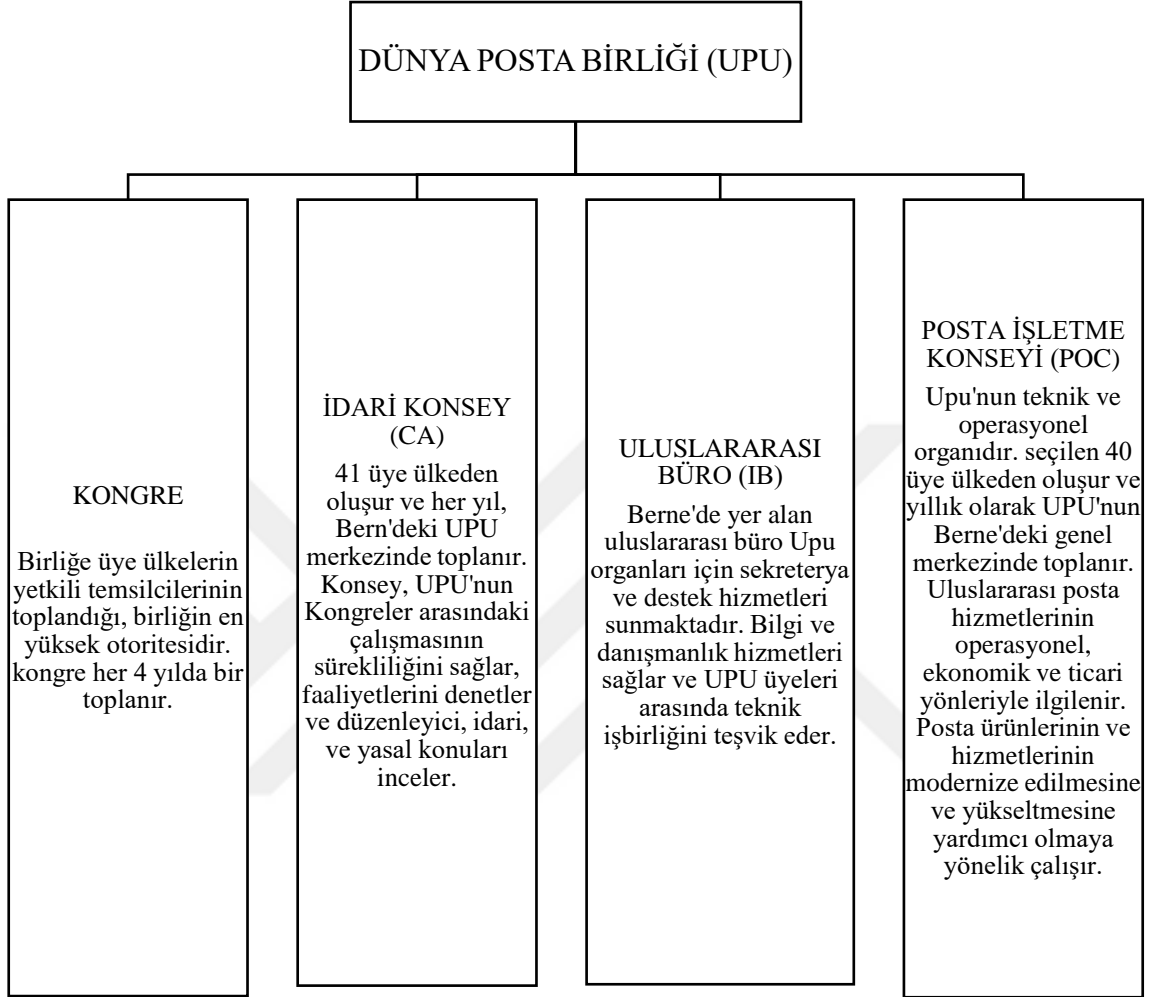 DÜNYA POSTA BİRLİĞİ (UPU)
KONGRE
Birliğe üye ülkelerin
yetkili temsilcilerinin
toplandığı, birliğin en
yüksek otoritesidir.
kongre her 4 yılda bir
toplanır.
İDARİ KONSEY
(CA)
41 üye ülkeden
oluşur ve her yıl,
Bern'deki UPU
merkezinde toplanır.
Konsey, UPU'nun
Kongreler arasındaki
çalışmasının
sürekliliğini sağlar,
faaliyetlerini denetler
ve düzenleyici, idari,
ve yasal konuları
inceler.
ULUSLARARASI
BÜRO (IB)
Berne'de yer alan
uluslararası büro Upu
organları için sekreterya
ve destek hizmetleri
sunmaktadır. Bilgi ve
danışmanlık hizmetleri
sağlar ve UPU üyeleri
arasında teknik
işbirliğini teşvik eder.
POSTA İŞLETME
KONSEYİ (POC)
Upu'nun teknik ve
operasyonel
organıdır. seçilen 40
üye ülkeden oluşur ve
yıllık olarak UPU'nun
Berne'deki genel
merkezinde toplanır.
Uluslararası posta
hizmetlerinin
operasyonel,
ekonomik ve ticari
yönleriyle ilgilenir.
Posta ürünlerinin ve
hizmetlerinin
modernize edilmesine
ve yükseltmesine
yardımcı olmaya
yönelik çalışır.